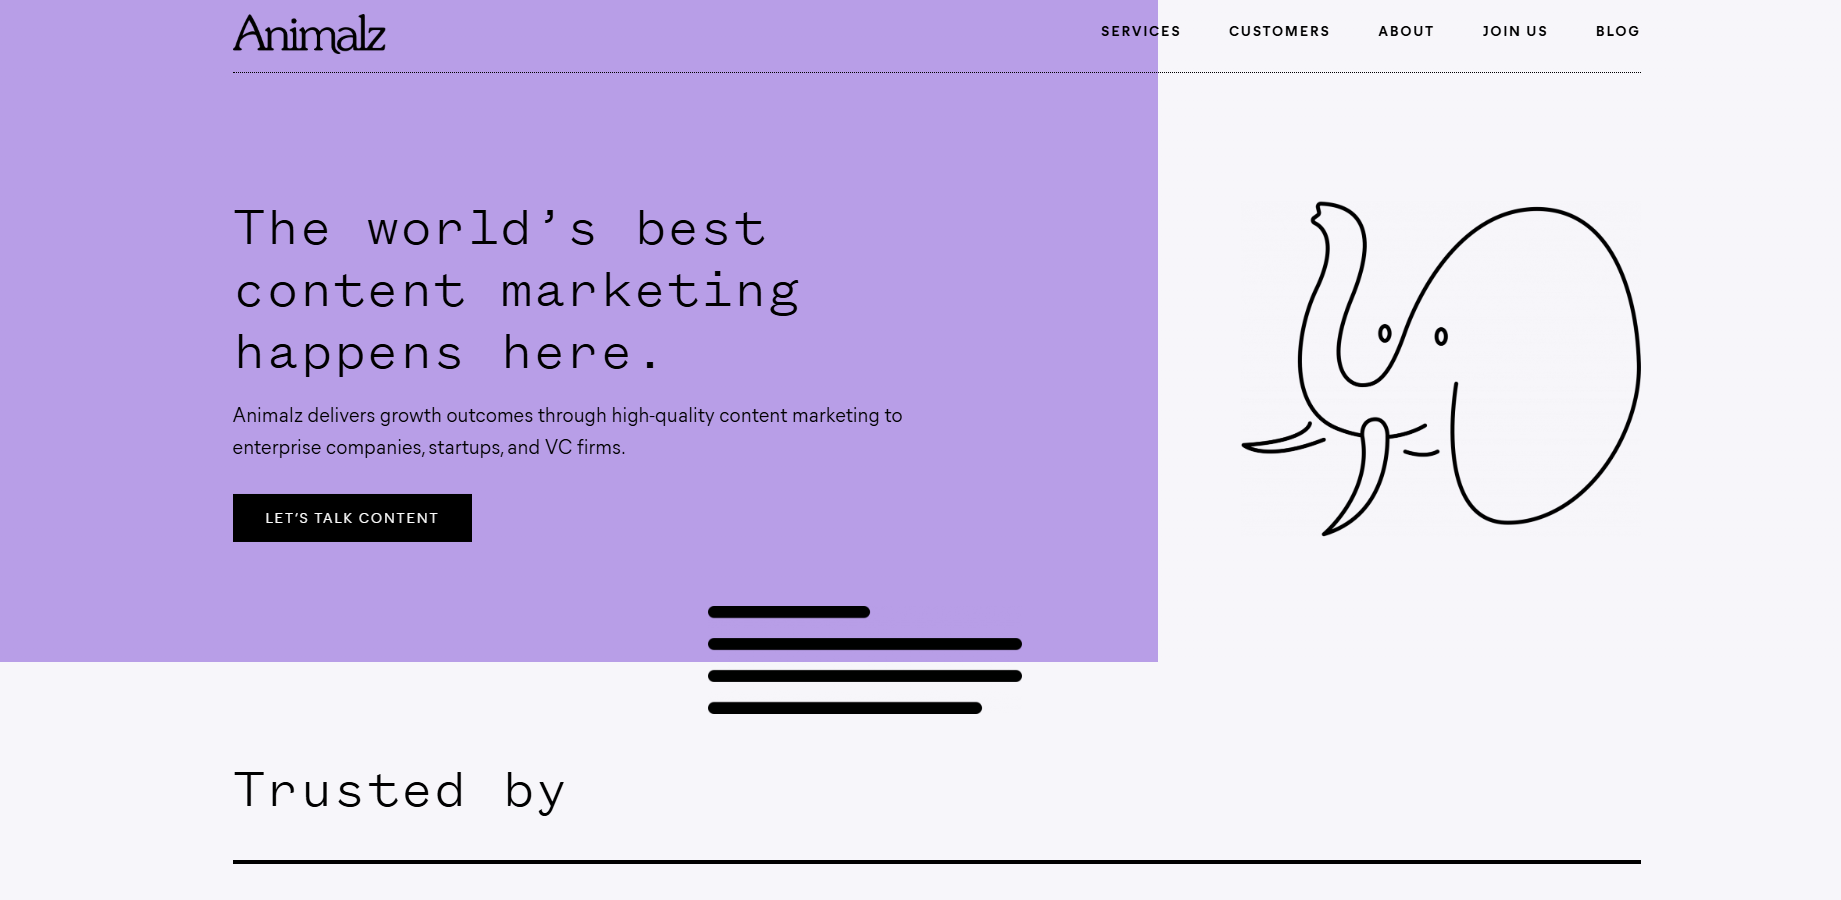 Animalz
SERVICES CUSTOMERS ABOUT JOIN US BLOG
The world’s best
content marketing
happens here.
Animalz delivers growth outcomes through high-quality content marketing to
enterprise companies, startups, and VC firms.
LET’S TALK CONTENT
Trusted by